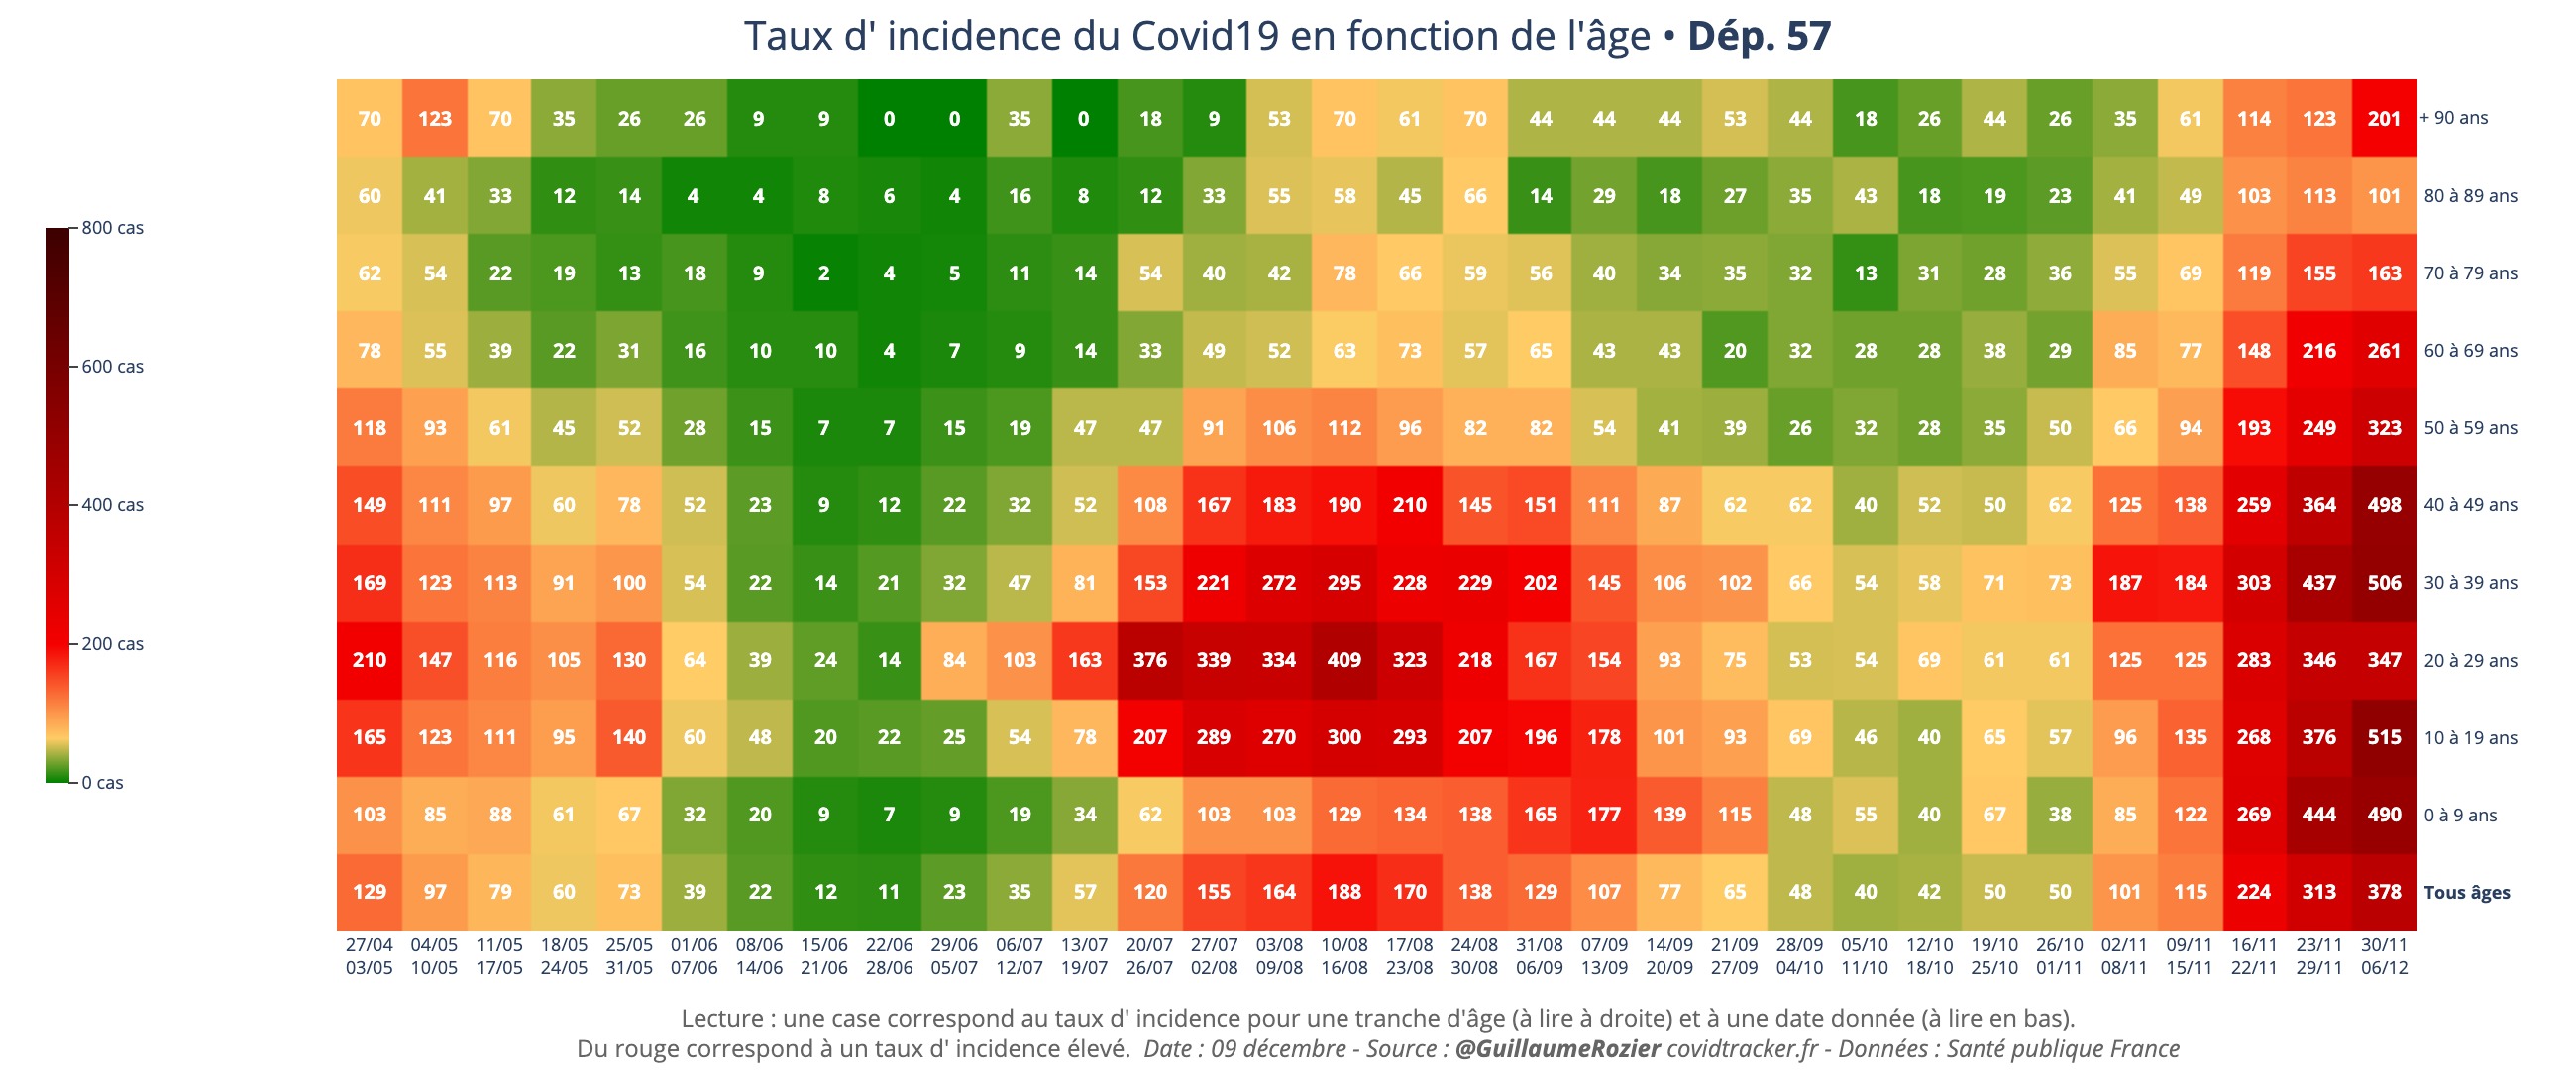 Taux d' incidence du Covid19 en fonction de l'âge • Dép. 57
800 cas
600 cas
400 cas
200 cas
0 cas
70 123 70 35 26 26 9 9 0 0 35 0 18 9 53 70 61 70 44 44 44 53 44 18 26 44 26 35 61 114 123 201 + 90 ans
60 41 33 12 14 4 4 8 6 4 16 8 12 33 55 58 45 66 14 29 18 27 35 43 18 19 23 41 49 103 113 101 80 à 89 ans
62 54 22 19 13 18 9 2 4 5 11 14 54 40 42 78 66 59 56 40 34 35 32 13 31 28 36 55 69 119 155 163 70 à 79 ans
78 55 39 22 31 16 10 10 4 7 9 14 33 49 52 63 73 57 65 43 43 20 32 28 28 38 29 85 77 148 216 261 60 à 69 ans
118 93 61 45 52 28 15 7 7 15 19 47 47 91 106 112 96 82 82 54 41 39 26 32 28 35 50 66 94 193 249 323 50 à 59 ans
149 111 97 60 78 52 23 9 12 22 32 52 108 167 183 190 210 145 151 111 87 62 62 40 52 50 62 125 138 259 364 498 40 à 49 ans
169 123 113 91 100 54 22 14 21 32 47 81 153 221 272 295 228 229 202 145 106 102 66 54 58 71 73 187 184 303 437 506 30 à 39 ans
210 147 116 105 130 64 39 24 14 84 103 163 376 339 334 409 323 218 167 154 93 75 53 54 69 61 61 125 125 283 346 347 20 à 29 ans
165 123 111 95 140 60 48 20 22 25 54 78 207 289 270 300 293 207 196 178 101 93 69 46 40 65 57 96 135 268 376 515 10 à 19 ans
103 85 88 61 67 32 20 9 7 9 19 34 62 103 103 129 134 138 165 177 139 115 48 55 40 67 38 85 122 269 444 490 0 à 9 ans
129 97 79 60 73 39 22 12 11 23 35 57 120 155 164 188 170 138 129 107 77 65 48 40 42 50 50 101 115 224 313 378 Tous âges
27/04 04/05 11/05 18/05 25/05 01/06 08/06 15/06 22/06 29/06 06/07 13/07 20/07 27/07 03/08 10/08 17/08 24/08 31/08 07/09 14/09 21/09 28/09 05/10 12/10 19/10 26/10 02/11 09/11 16/11 23/11 30/11
03/05 10/05 17/05 24/05 31/05 07/06 14/06 21/06 28/06 05/07 12/07 19/07 26/07 02/08 09/08 16/08 23/08 30/08 06/09 13/09 20/09 27/09 04/10 11/10 18/10 25/10 01/11 08/11 15/11 22/11 29/11 06/12
Lecture : une case correspond au taux d' incidence pour une tranche d'âge (à lire à droite) et à une date donnée (à lire en bas).
Du rouge correspond à un taux d' incidence élevé. Date : 09 décembre - Source : @GuillaumeRozier covidtracker.fr - Données : Santé publique France